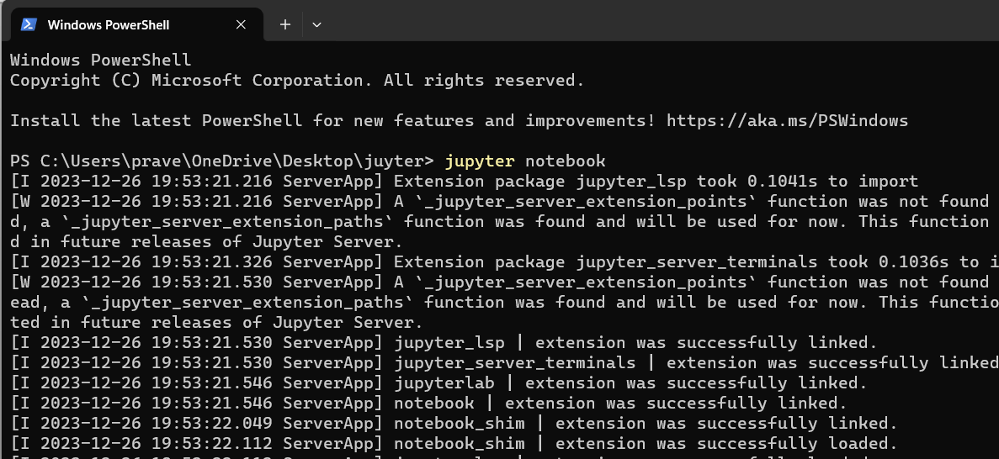 Windows PowerShell
Windows PowerShell
Copyright (C) Microsoft Corporation. All rights reserved.
Install the latest PowerShell for new features and improvements! https://aka.ms/PSWindows
PS C:\Users\prave\OneDrive\Desktop\juyter> jupyter notebook
[I 2023-12-26 19:53:21.216 ServerApp] Extension package jupyter_lsp took 0.1041s to import
[W 2023-12-26 19:53:21.216 ServerApp] A `_jupyter_server_extension_points` function was not found
d, a `_jupyter_server_extension_paths` function was found and will be used for now. This function
d in future releases of Jupyter Server.
[I 2023-12-26 19:53:21.326 ServerApp] Extension package jupyter_server_terminals took 0.1036s to i
[W 2023-12-26 19:53:21.530 ServerApp] A `_jupyter_server_extension_points` function was not found
ead, a `_jupyter_server_extension_paths` function was found and will be used for now. This functio
ted in future releases of Jupyter Server.
[I 2023-12-26 19:53:21.530 ServerApp] jupyter_lsp | extension was successfully linked.
[I 2023-12-26 19:53:21.530 ServerApp] jupyter_server_terminals | extension was successfully linked
[I 2023-12-26 19:53:21.546 ServerApp] jupyterlab | extension was successfully linked.
[I 2023-12-26 19:53:21.546 ServerApp] notebook | extension was successfully linked.
[I 2023-12-26 19:53:22.049 ServerApp] notebook_shim | extension was successfully linked.
[I 2023-12-26 19:53:22.112 ServerApp] notebook_shim | extension was successfully loaded.